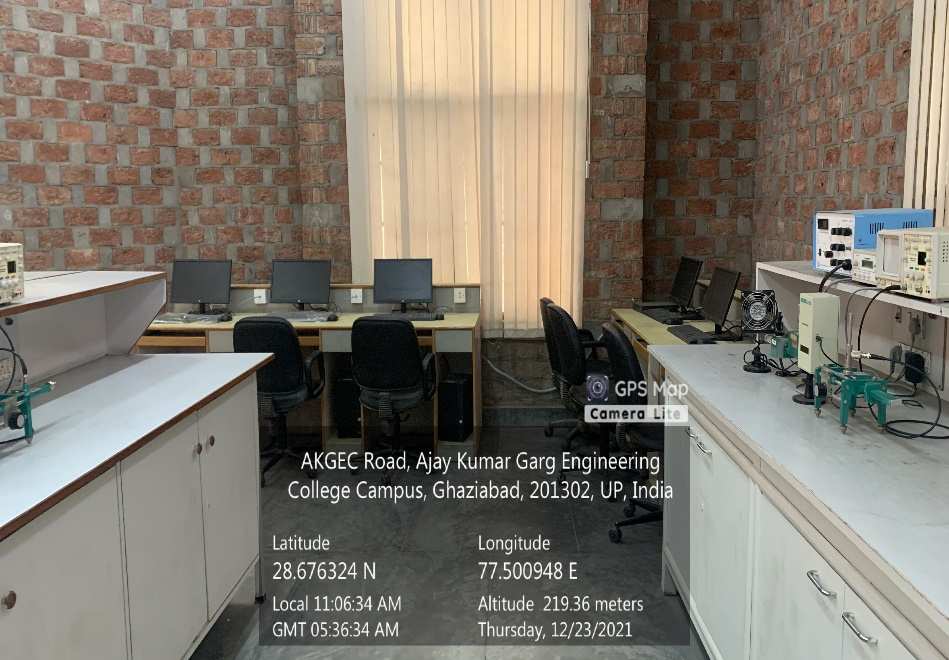 GPS Map
Camera Lite
AKGEC Road, Ajay Kumar Garg Engineering
College Campus, Ghaziabad, 201302, UP, India
Latitude
28.676324 N
Longitude
77.500948 E
Local 11:06:34 AM
GMT 05:36:34 AM
Altitude 219.36 meters
Thursday, 12/23/2021